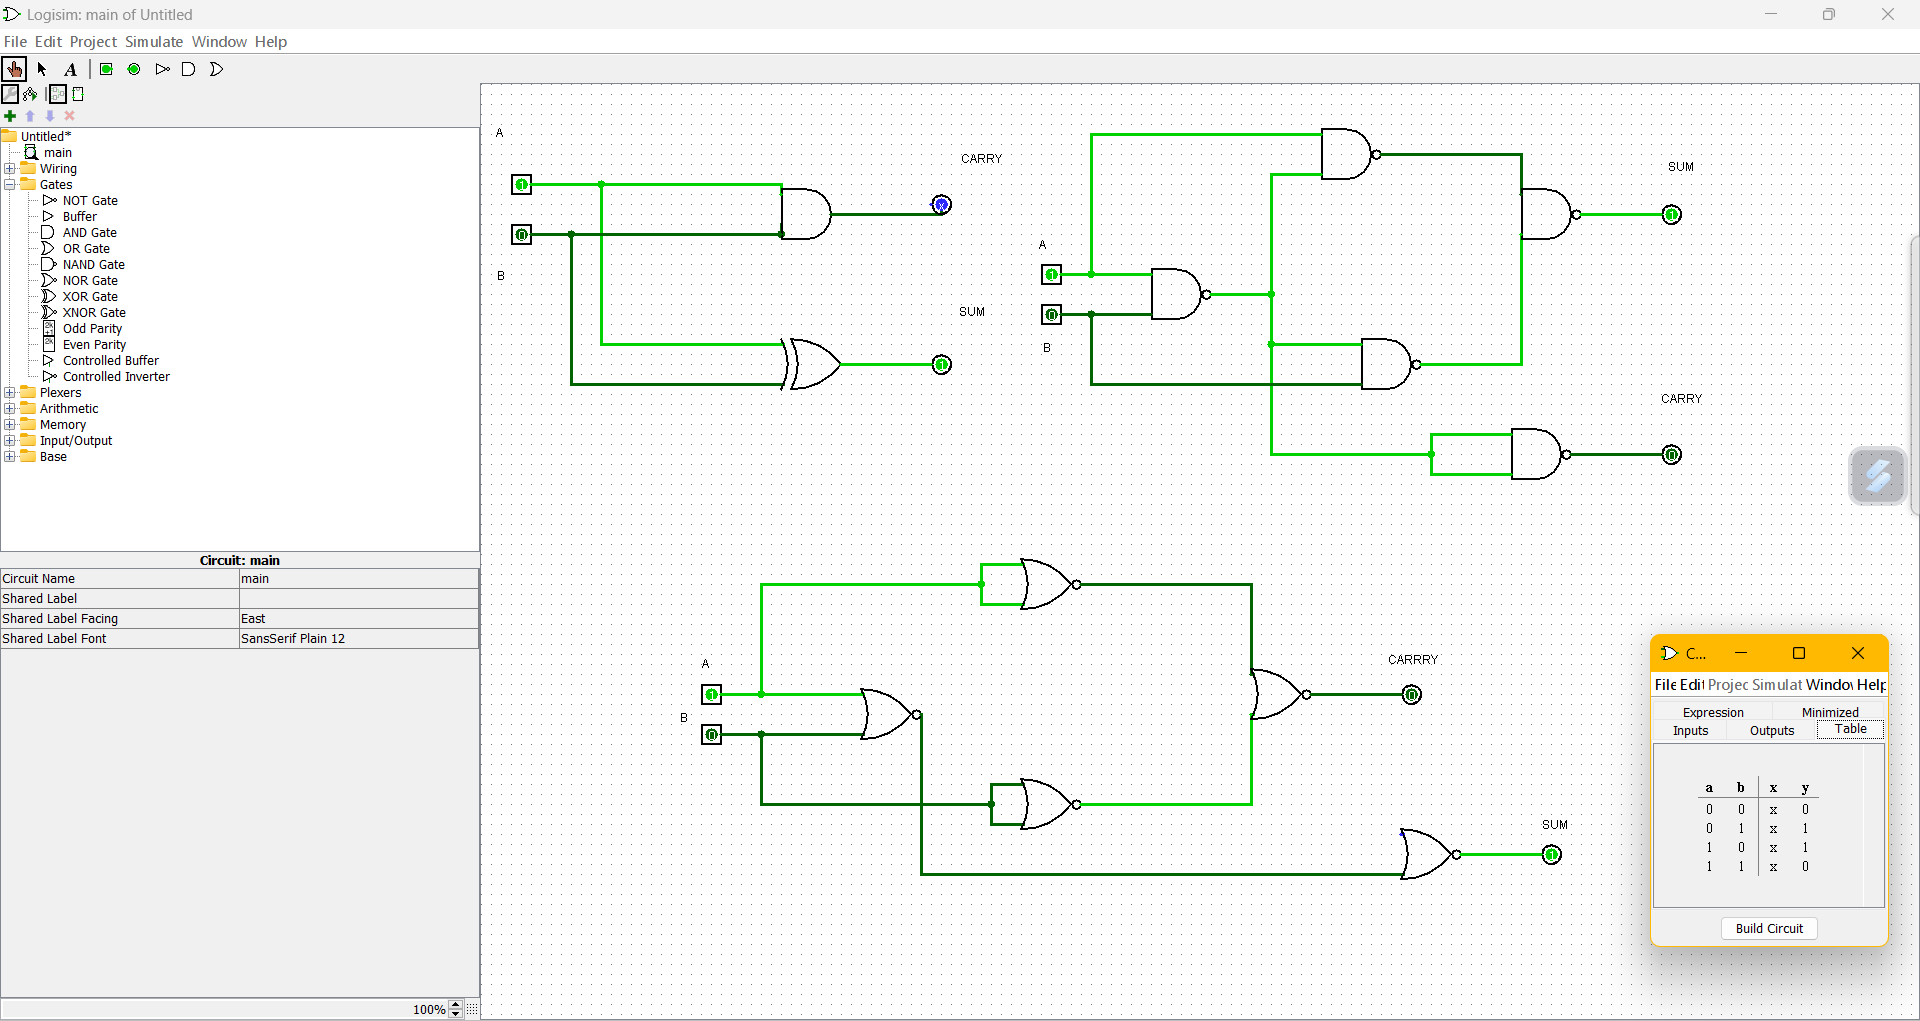 Logisim: main of Untitled
File Edit Project Simulate Window Help
A
Untitled*
main
Wiring
Gates
NOT Gate
Buffer
AND Gate
OR Gate
NAND Gate
NOR Gate
XOR Gate
XNOR Gate
Odd Parity
Even Parity
Controlled Buffer
Controlled Inverter
Plexers
Arithmetic
Memory
Input/Output
Base
Circuit: main
Circuit Name main
Shared Label
Shared Label Facing East
Shared Label Font SansSerif Plain 12
100%
A
CARRY
1
x
0
B
SUM
1
SUM
1
A
1
0
B
CARRY
0
A
1
B
0
CARRRY
0
SUM
1
C...
File Edit Project Simulat Window Help
Expression Minimized
Inputs Outputs Table
a b x y
0 0 x 0
0 1 x 1
1 0 x 1
1 1 x 0
Build Circuit